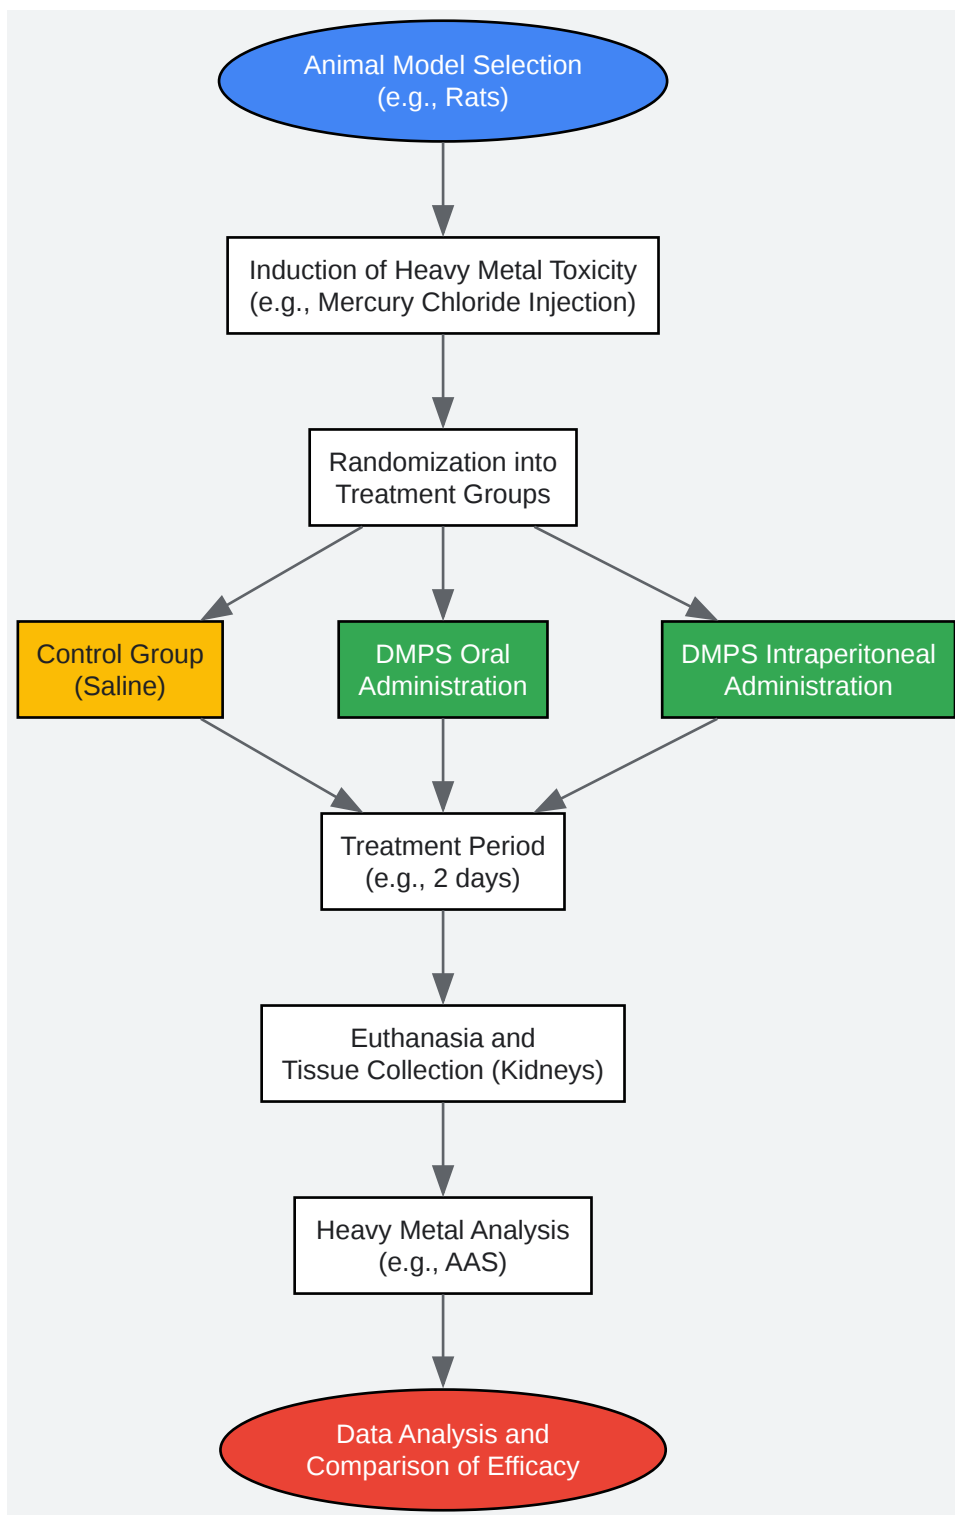 Animal Model Selection
(e.g., Rats)
Induction of Heavy Metal Toxicity
(e.g., Mercury Chloride Injection)
Randomization into
Treatment Groups
Control Group
(Saline)
DMPS Oral
Administration
DMPS Intraperitoneal
Administration
Treatment Period
(e.g., 2 days)
Euthanasia and
Tissue Collection (Kidneys)
Heavy Metal Analysis
(e.g., AAS)
Data Analysis and
Comparison of Efficacy